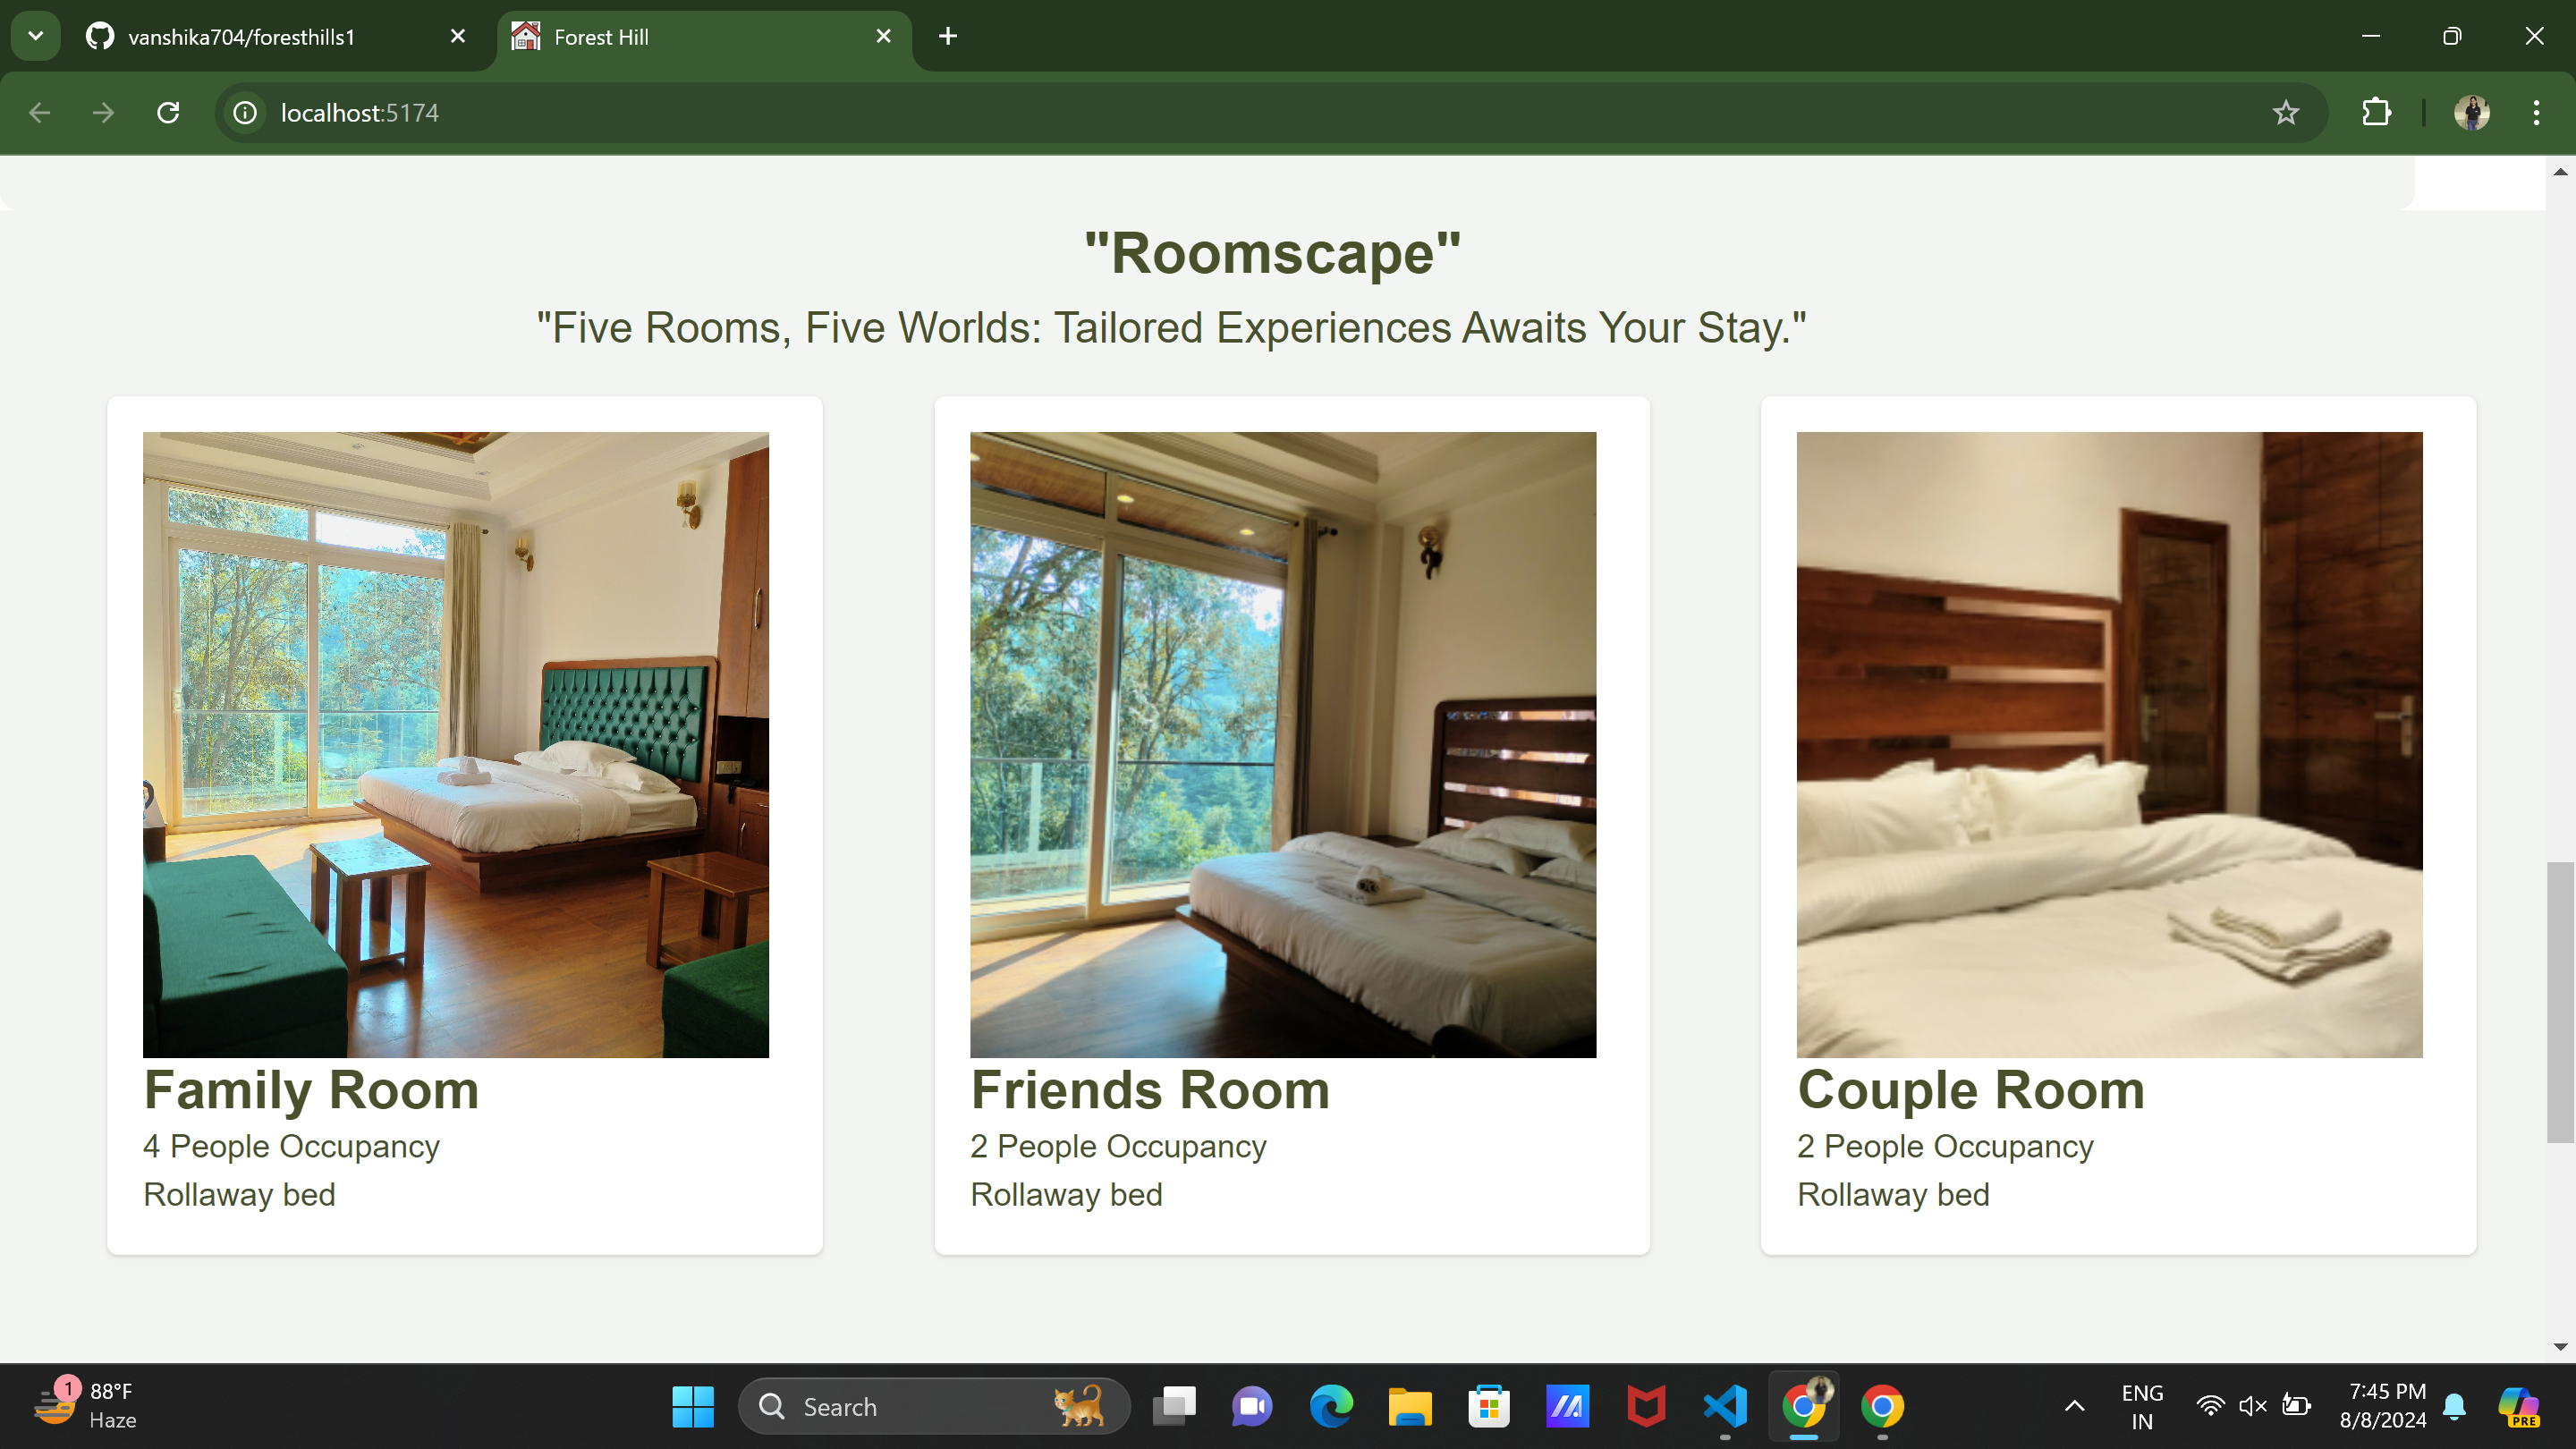 vanshika704/foresthills1
Forest Hill
localhost:5174
"Roomscape"
"Five Rooms, Five Worlds: Tailored Experiences Awaits Your Stay."
Family Room
4 People Occupancy
Rollaway bed
Friends Room
2 People Occupancy
Rollaway bed
Couple Room
2 People Occupancy
Rollaway bed
1
88°F
Haze
Search
ENG
IN
7:45 PM
8/8/2024
PRE